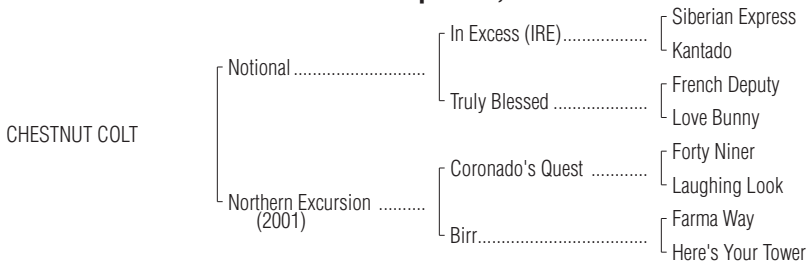 Siberian Express
In Excess (IRE)...................
Kantado
Notional .............................
French Deputy
Truly Blessed .....................
Love Bunny
CHESTNUT COLT
Forty Niner
Coronado's Quest ............
Laughing Look
Northern Excursion ..........
(2001)
Farma Way
Birr.....................................
Here's Your Tower